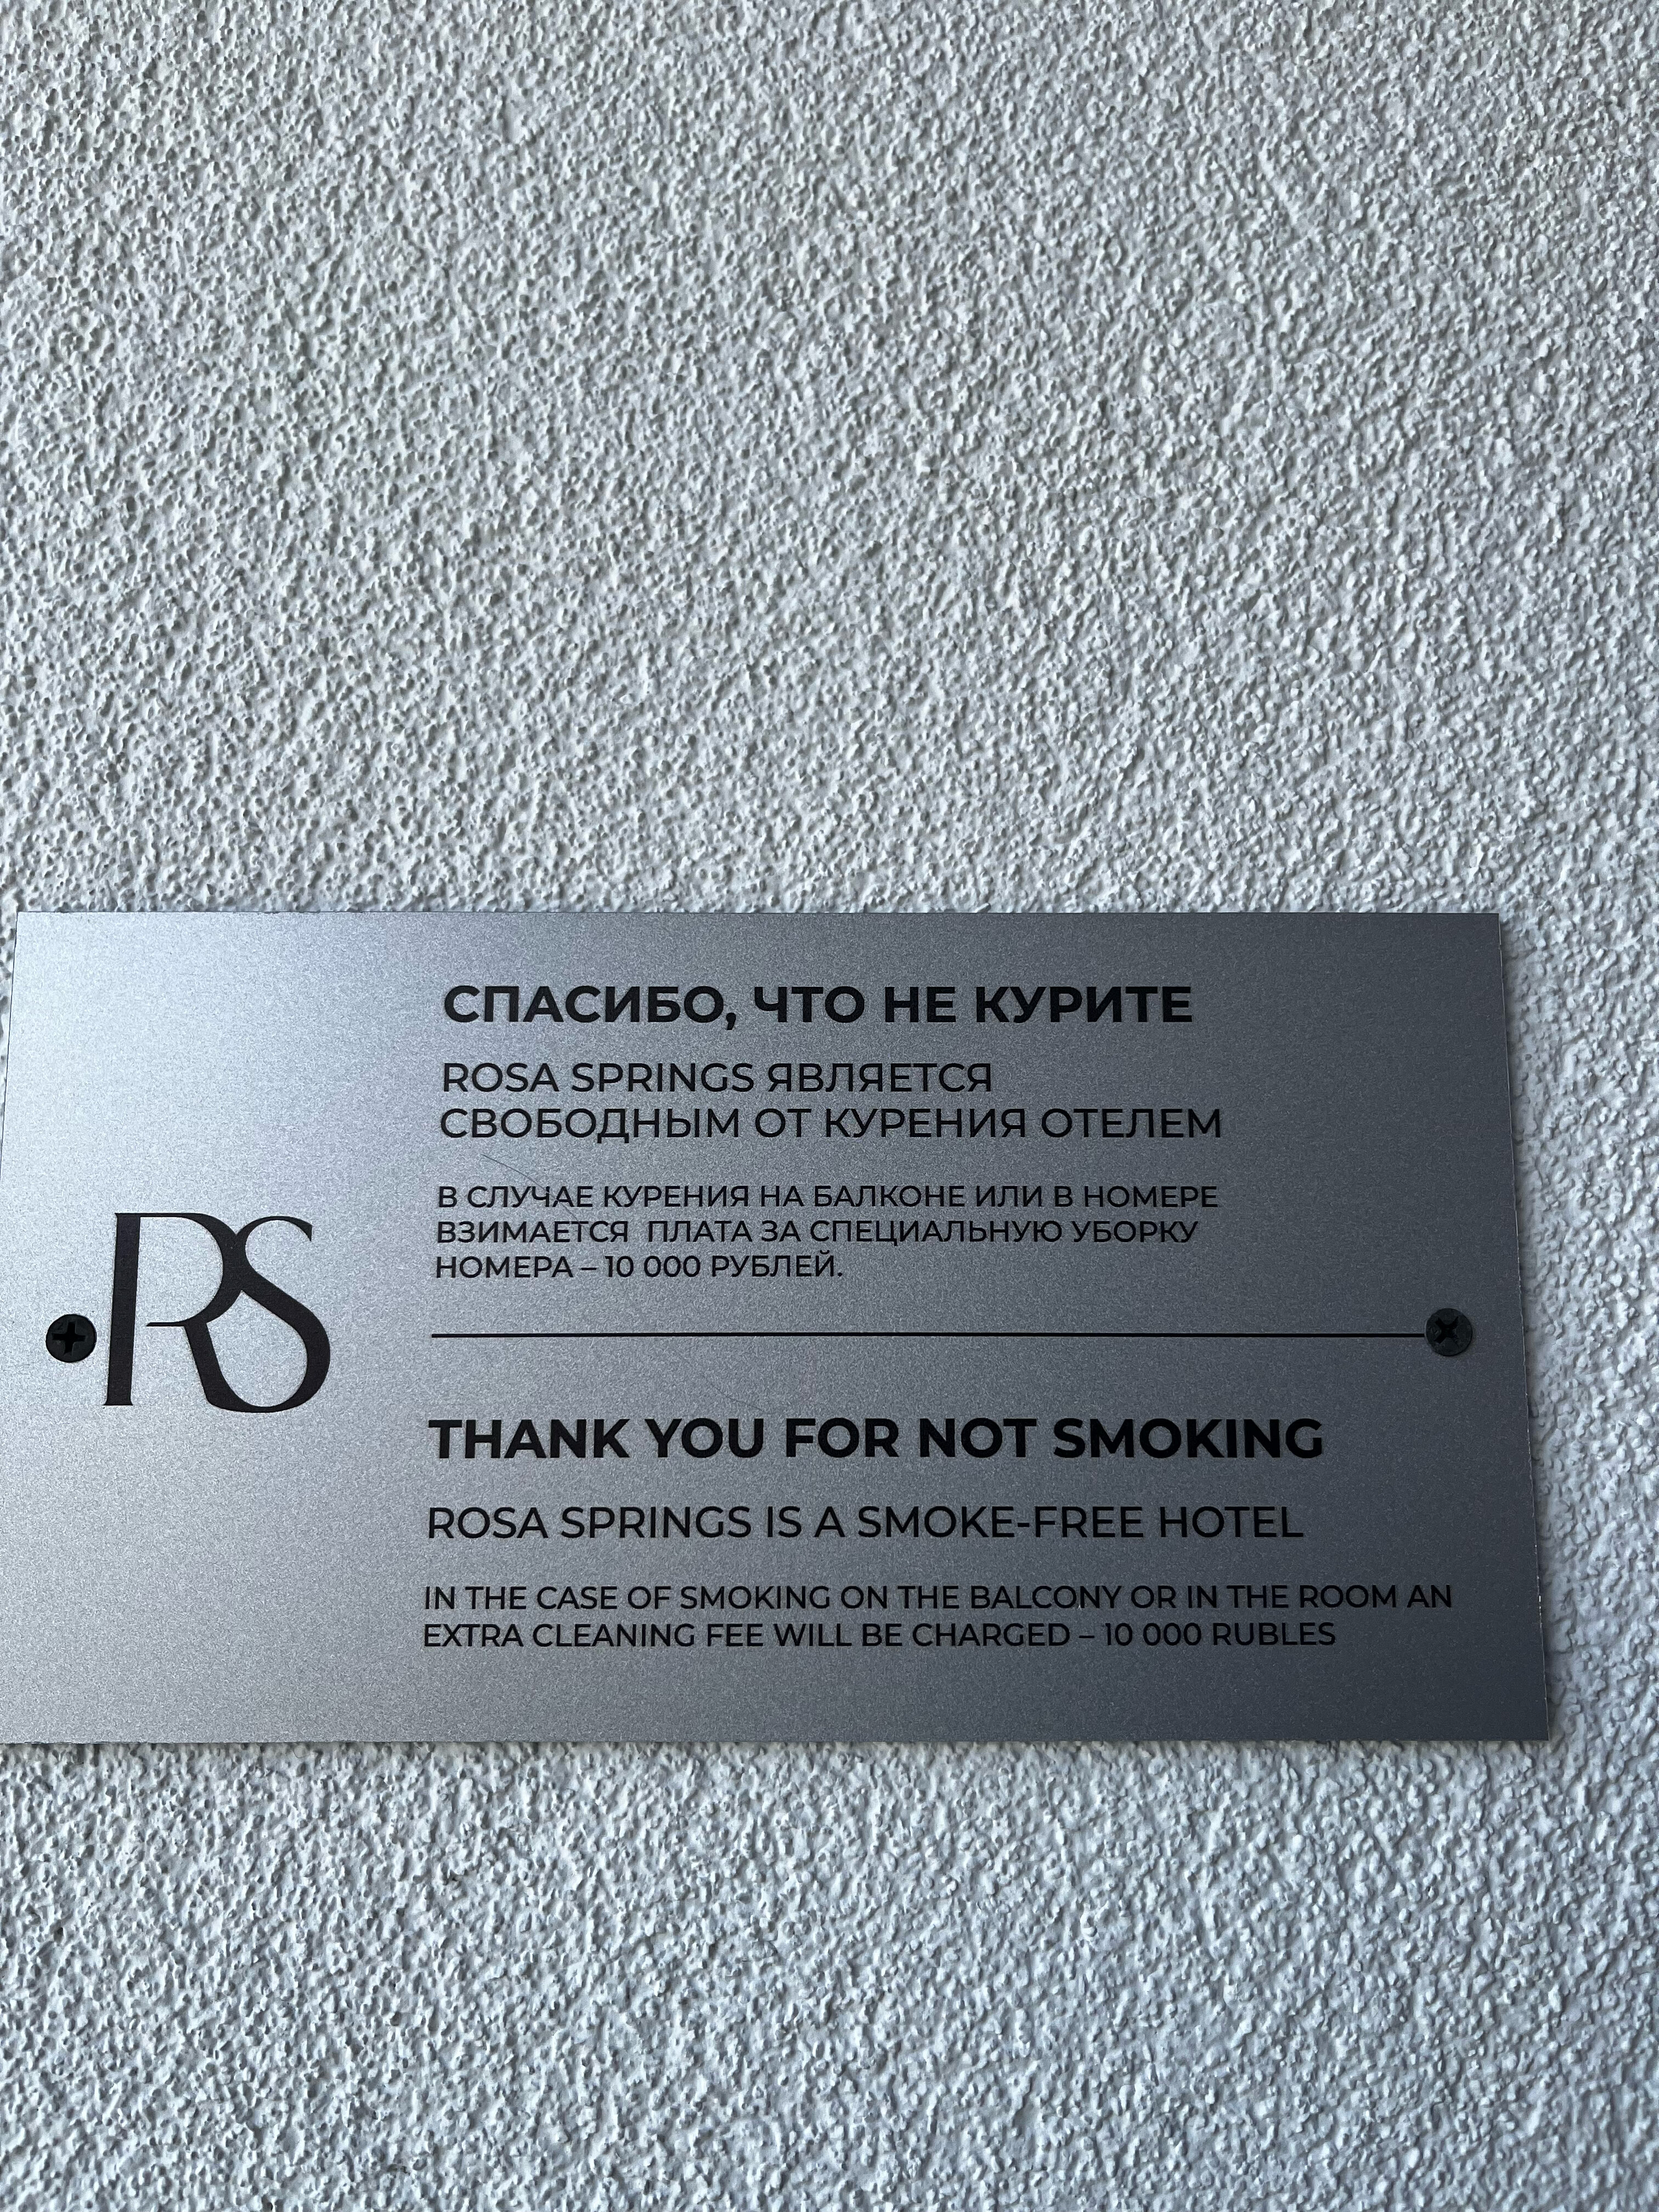 СПАСИБО, ЧТО НЕ КУРИТЕ
ROSA SPRINGS ЯВЛЯЕТСЯ
СВОБОДНЫМ ОТ КУРЕНИЯ ОТЕЛЕМ
В СЛУЧАЕ КУРЕНИЯ НА БАЛКОНЕ ИЛИ В НОМЕРЕ
ВЗИМАЕТСЯ ПЛАТА ЗА СПЕЦИАЛЬНУЮ УБОРКУ
НОМЕРА – 10 000 РУБЛЕЙ.
RS
THANK YOU FOR NOT SMOKING
ROSA SPRINGS IS A SMOKE-FREE HOTEL
IN THE CASE OF SMOKING ON THE BALCONY OR IN THE ROOM AN
EXTRA CLEANING FEE WILL BE CHARGED – 10 000 RUBLES